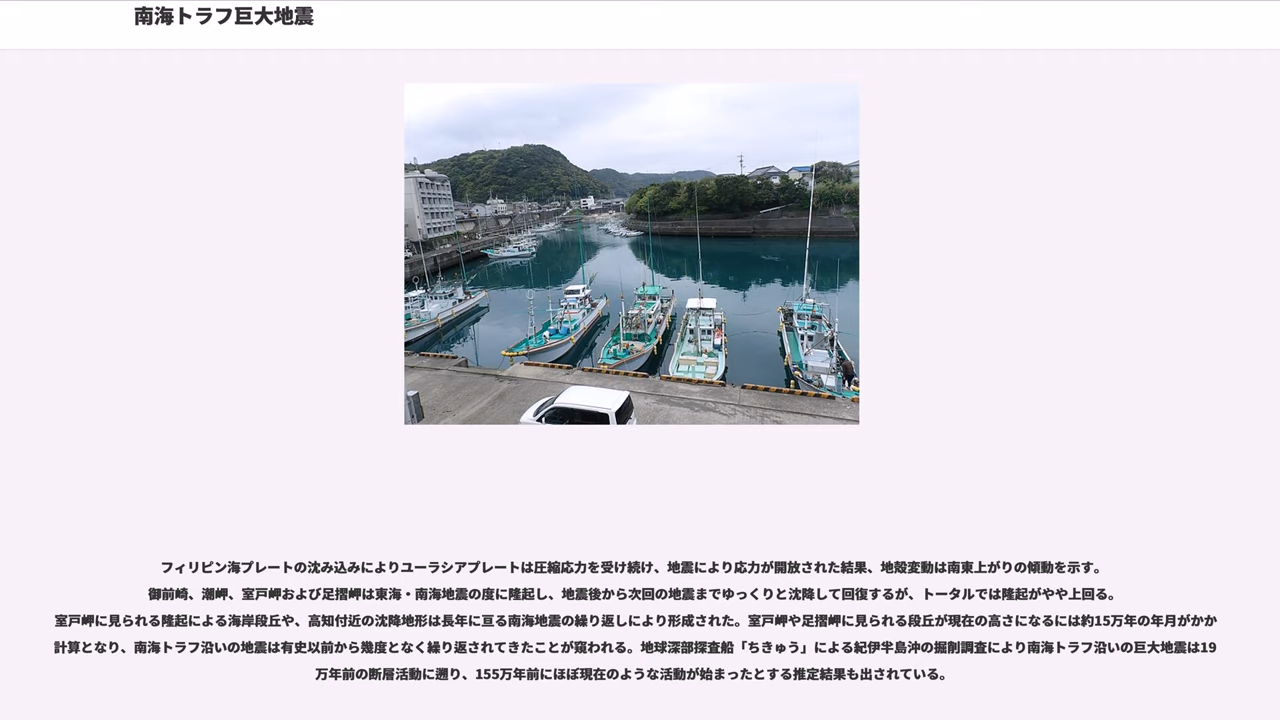 南海トラフ巨大地震
フィリピン海プレートの沈み込みによりユーラシアプレートは圧縮応力を受け続け、地震により応力が開放された結果、地殻変動は南東上がりの傾動を示す。
御前崎、潮岬、室戸岬および足摺岬は東海・南海地震の度に隆起し、地震後から次回の地震までゆっくりと沈降して回復するが、トータルでは隆起がやや上回る。
室戸岬に見られる隆起による海岸段丘や、高知付近の沈降地形は長年に亘る南海地震の繰り返しにより形成された。室戸岬や足摺岬に見られる段丘が現在の高さになるには約15万年の年月がかか
計算となり、南海トラフ沿いの地震は有史以前から幾度となく繰り返されてきたことが窺われる。地球深部探査船「ちきゅう」による紀伊半島沖の掘削調査により南海トラフ沿いの巨大地震は19
万年前の断層活動に遡り、155万年前にほぼ現在のような活動が始まったとする推定結果も出されている。